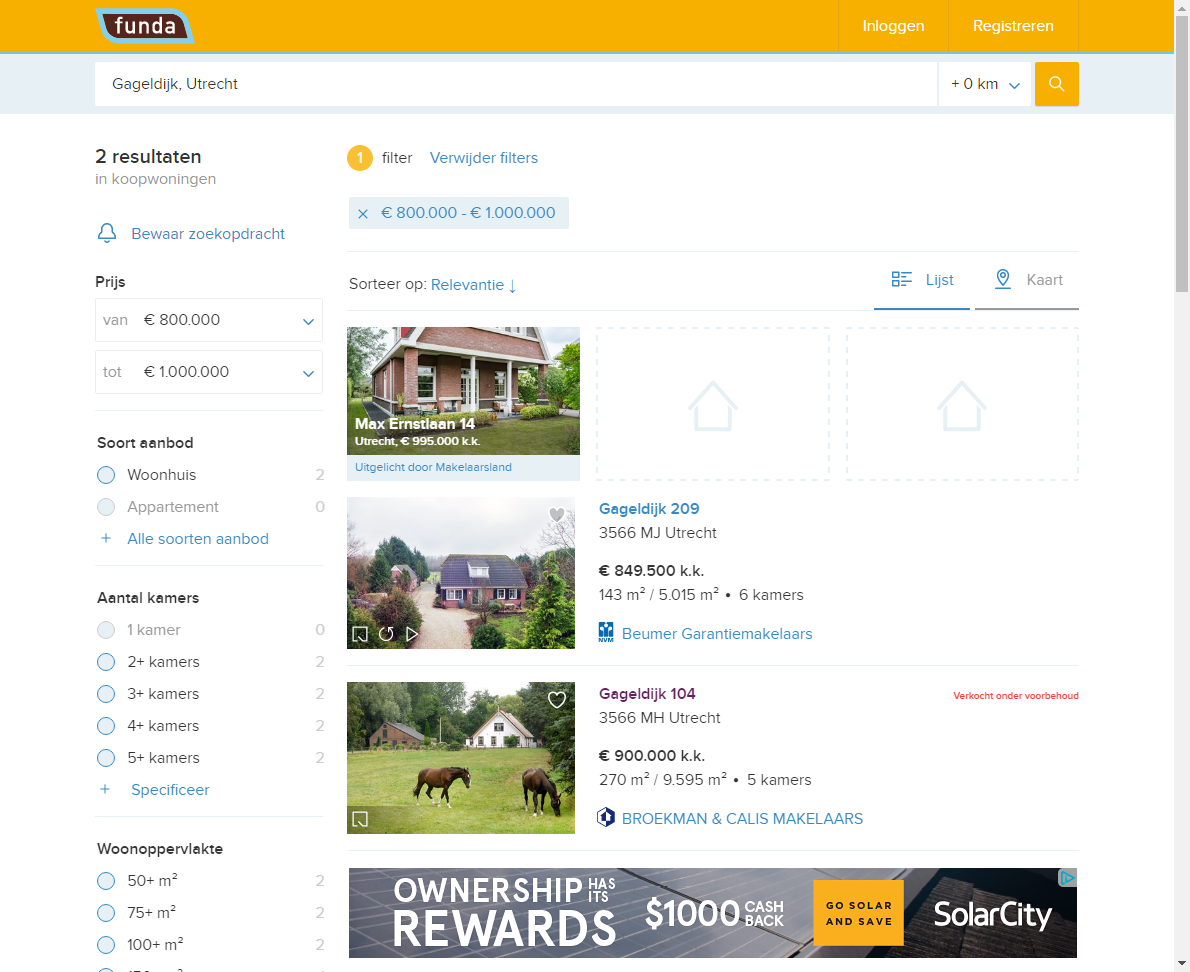 funda
Inloggen
Registreren
Gageldijk, Utrecht
+ 0 km
2 resultaten
in koopwoningen
1 filter Verwijder filters
€ 800.000 - € 1.000.000
Bewaar zoekopdracht
Sorteer op: Relevantie ↓
Lijst
Kaart
Prijs
van € 800.000
tot € 1.000.000
Soort aanbod
Woonhuis 2
Appartement 0
+ Alle soorten aanbod
Aantal kamers
1 kamer 0
2+ kamers 2
3+ kamers 2
4+ kamers 2
5+ kamers 2
+ Specificeer
Woonoppervlakte
50+ m² 2
75+ m² 2
100+ m² 2
Max Ernstlaan 14
Utrecht, € 995.000 k.k.
Uitgelicht door Makelaarsland
Gageldijk 209
3566 MJ Utrecht
€ 849.500 k.k.
143 m² / 5.015 m² • 6 kamers
NVM
Beumer Garantiemakelaars
Gageldijk 104
Verkocht onder voorbehoud
3566 MH Utrecht
€ 900.000 k.k.
270 m² / 9.595 m² • 5 kamers
BROEKMAN & CALIS MAKELAARS
OWNERSHIP HAS ITS
REWARDS
$1000 CASH BACK
GO SOLAR
AND SAVE
SolarCity